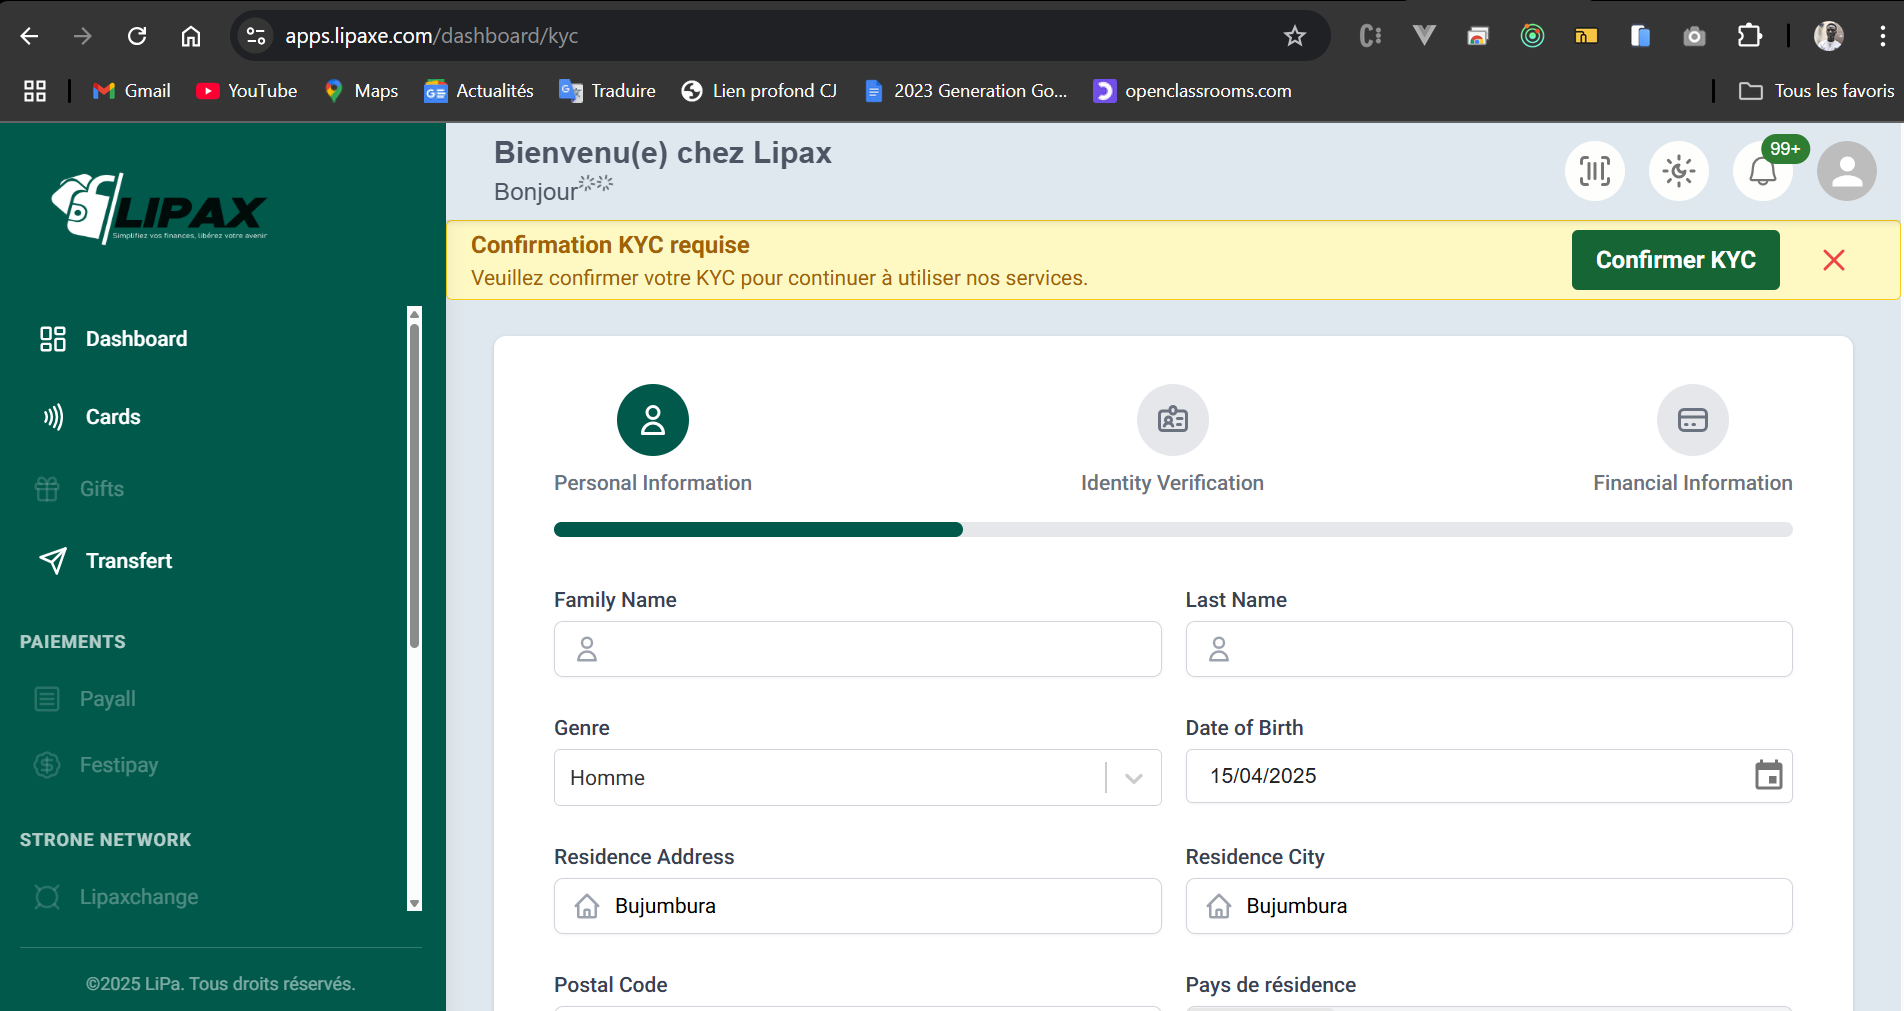 apps.lipaxe.com/dashboard/kyc
Gmail
YouTube
Maps
Actualités
Traduire
Lien profond CJ
2023 Generation Go...
openclassrooms.com
Tous les favoris
LIPAX
Simplifiez vos finances, libérez votre avenir
Dashboard
Cards
Gifts
Transfert
PAIEMENTS
Payall
Festipay
STRONE NETWORK
Lipaxchange
©2025 LiPa. Tous droits réservés.
Bienvenu(e) chez Lipax
Bonjour
99+
Confirmation KYC requise
Veuillez confirmer votre KYC pour continuer à utiliser nos services.
Confirmer KYC
Personal Information
Identity Verification
Financial Information
Family Name
Last Name
Genre
Homme
Date of Birth
15/04/2025
Residence Address
Bujumbura
Residence City
Bujumbura
Postal Code
Pays de résidence